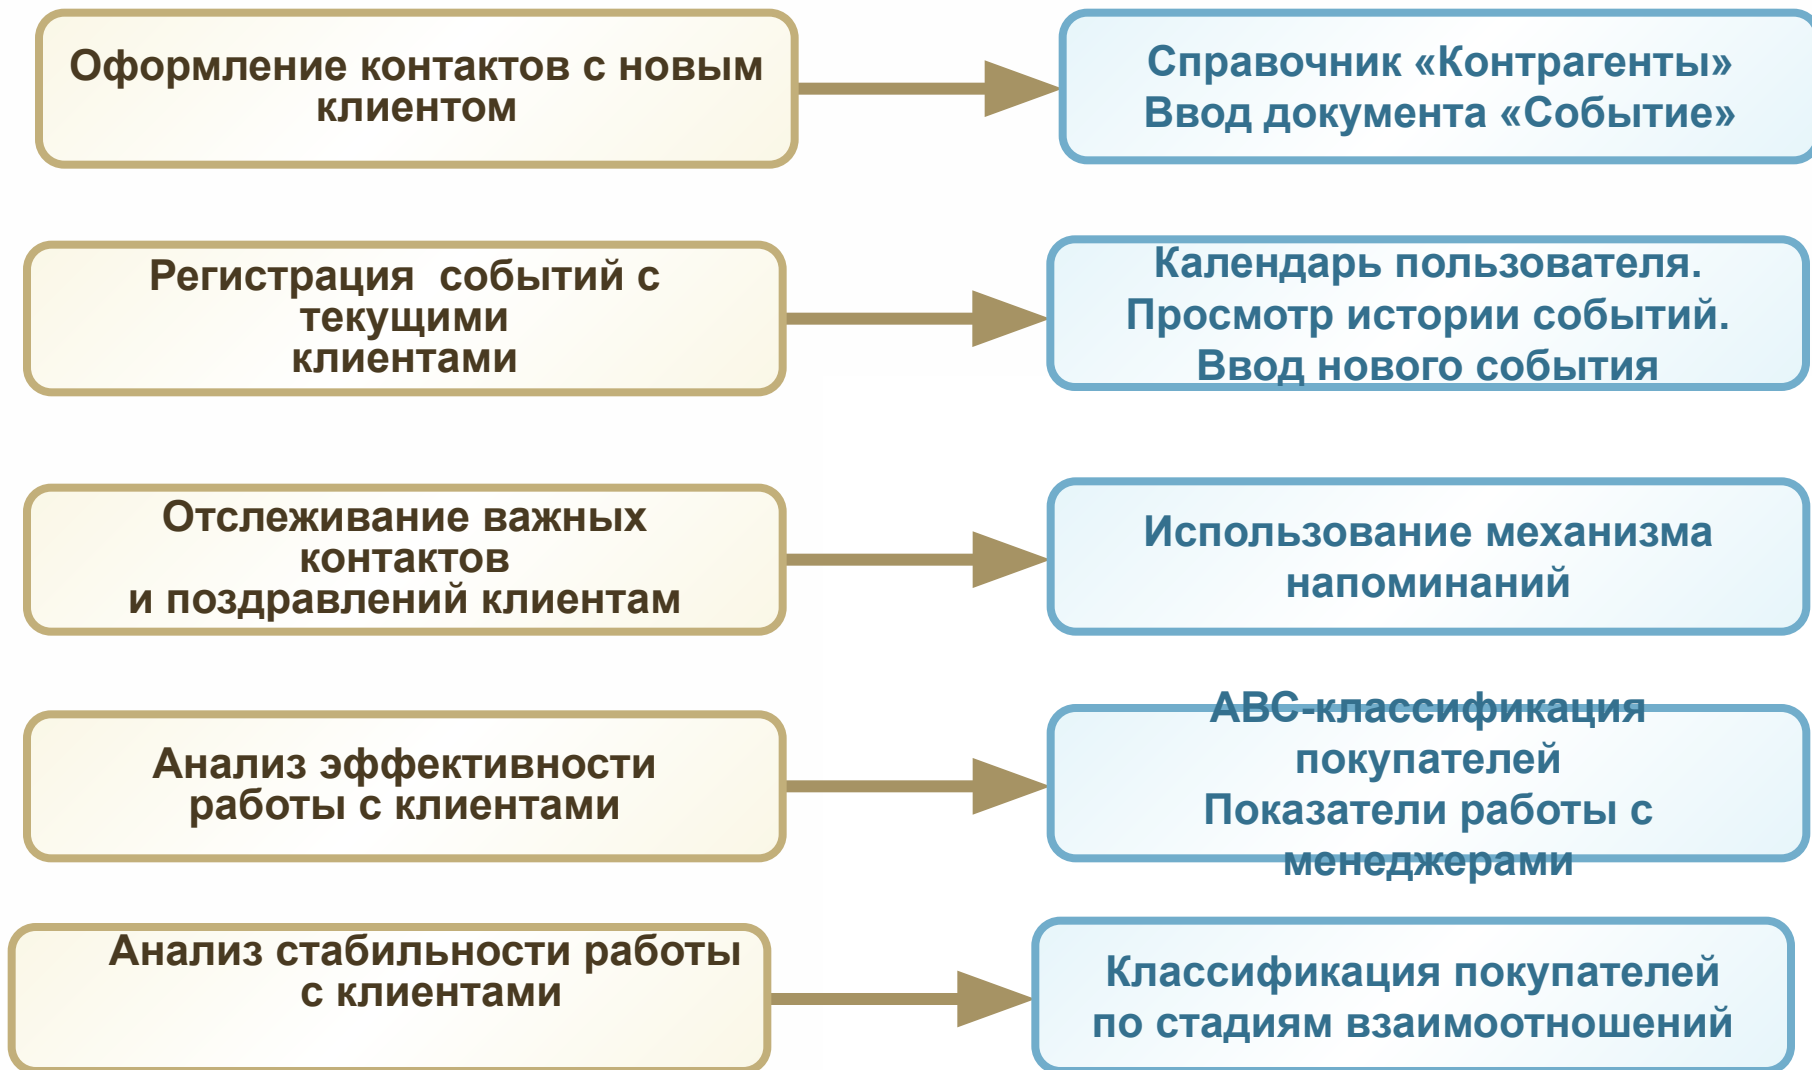 Оформление контактов с новым
клиентом
Справочник «Контрагенты»
Ввод документа «Событие»
Регистрация  событий с
текущими
клиентами
Календарь пользователя.
Просмотр истории событий.
Ввод нового события
Отслеживание важных
контактов
и поздравлений клиентам
Использование механизма
напоминаний
Анализ эффективности
работы с клиентами
ABC-классификация
покупателей
Показатели работы с
менеджерами
Анализ стабильности работы
с клиентами
Классификация покупателей
по стадиям взаимоотношений